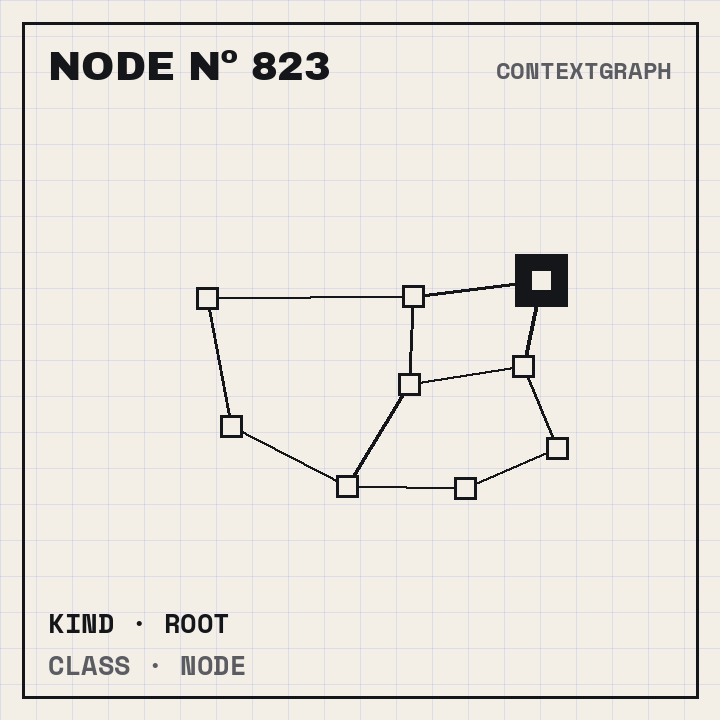 NODE Nº 823
CONTEXTGRAPH
KIND · ROOT
CLASS · NODE